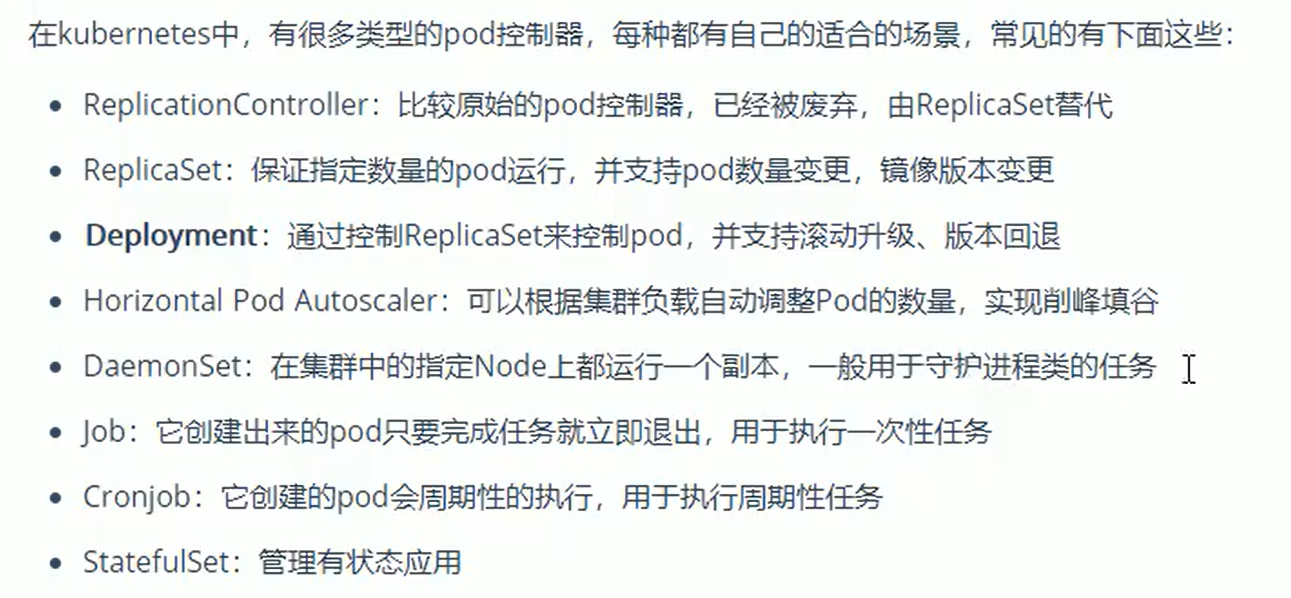 在kubernetes中，有很多类型的pod控制器，每种都有自己的适合的场景，常见的有下面这些：
• ReplicationController：比较原始的pod控制器，已经被废弃，由ReplicaSet替代
• ReplicaSet：保证指定数量的pod运行，并支持pod数量变更，镜像版本变更
• Deployment：通过控制ReplicaSet来控制pod，并支持滚动升级、版本回退
• Horizontal Pod Autoscaler：可以根据集群负载自动调整Pod的数量，实现削峰填谷
• DaemonSet：在集群中的指定Node上都运行一个副本，一般用于守护进程类的任务
• Job：它创建出来的pod只要完成任务就立即退出，用于执行一次性任务
• Cronjob：它创建的pod会周期性的执行，用于执行周期性任务
• StatefulSet：管理有状态应用